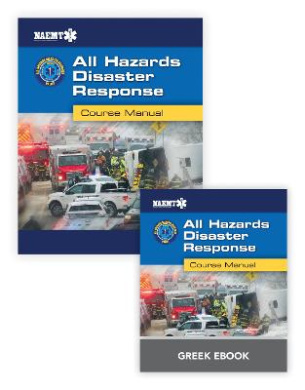 NAEMT
All Hazards
Disaster
Response
Course Manual
NAEMT
All Hazards
Disaster
Response
Course Manual
GREEK EBOOK